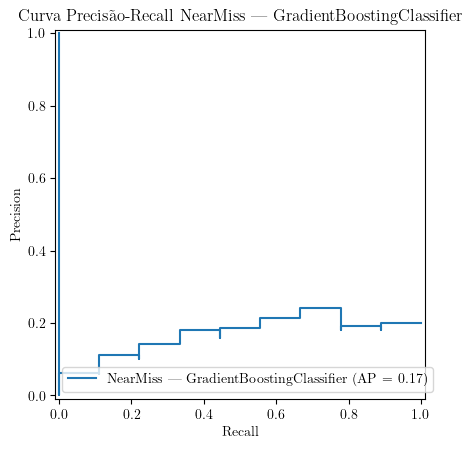 Curva Precisão-Recall NearMiss — GradientBoostingClassifier
1.0
0.8
0.6
0.4
0.2
0.0
Precision
NearMiss — GradientBoostingClassifier (AP = 0.17)
0.0 0.2 0.4 0.6 0.8 1.0
Recall